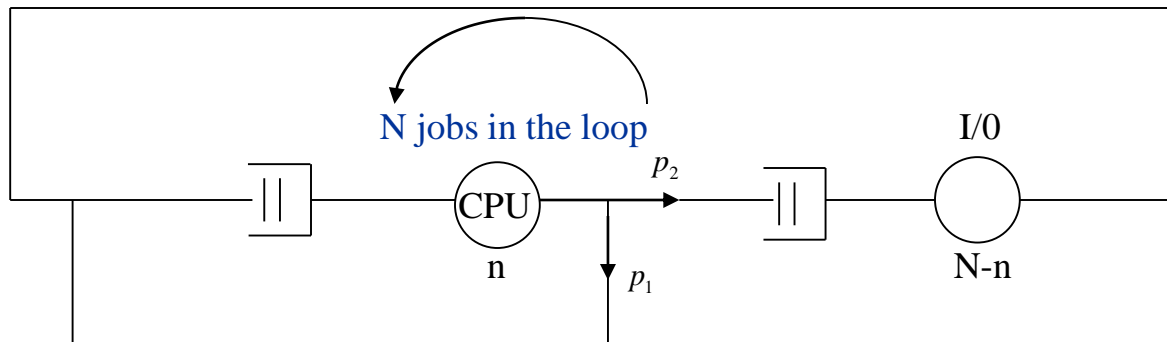 N jobs in the loop
I/0
p₂
CPU
n
N-n
p₁